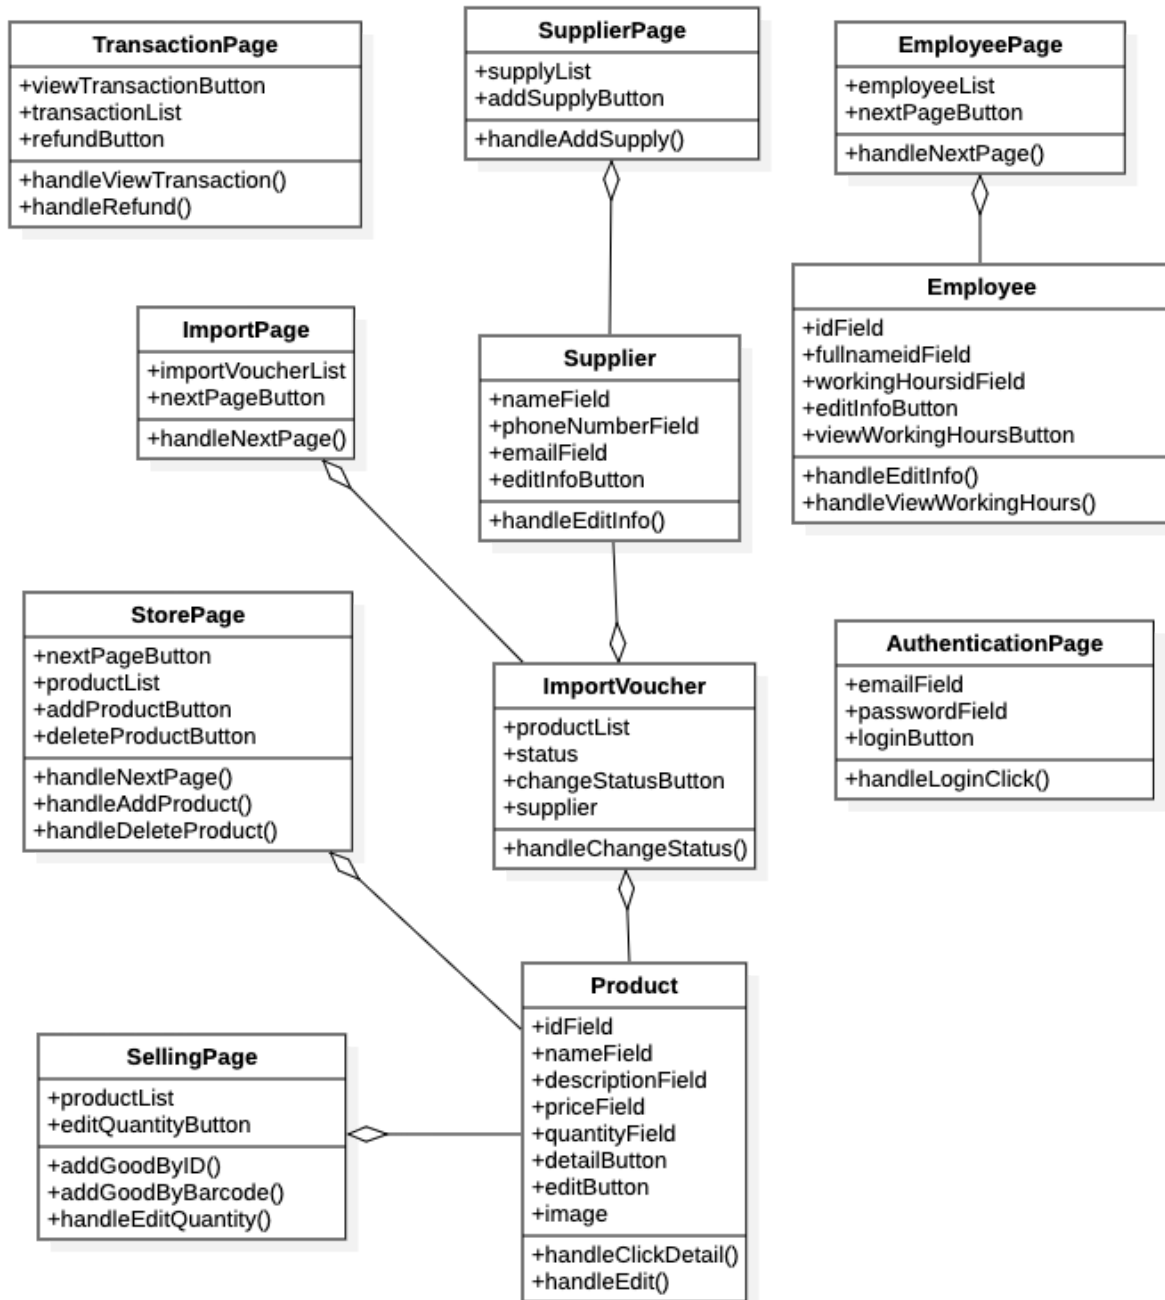 TransactionPage
+viewTransactionButton
+transactionList
+refundButton
+handleViewTransaction()
+handleRefund()
SupplierPage
+supplyList
+addSupplyButton
+handleAddSupply()
EmployeePage
+employeeList
+nextPageButton
+handleNextPage()
ImportPage
+importVoucherList
+nextPageButton
+handleNextPage()
Supplier
+nameField
+phoneNumberField
+emailField
+editInfoButton
+handleEditInfo()
Employee
+idField
+fullnameidField
+workingHoursidField
+editInfoButton
+viewWorkingHoursButton
+handleEditInfo()
+handleViewWorkingHours()
StorePage
+nextPageButton
+productList
+addProductButton
+deleteProductButton
+handleNextPage()
+handleAddProduct()
+handleDeleteProduct()
ImportVoucher
+productList
+status
+changeStatusButton
+supplier
+handleChangeStatus()
AuthenticationPage
+emailField
+passwordField
+loginButton
+handleLoginClick()
SellingPage
+productList
+editQuantityButton
+addGoodByID()
+addGoodByBarcode()
+handleEditQuantity()
Product
+idField
+nameField
+descriptionField
+priceField
+quantityField
+detailButton
+editButton
+image
+handleClickDetail()
+handleEdit()